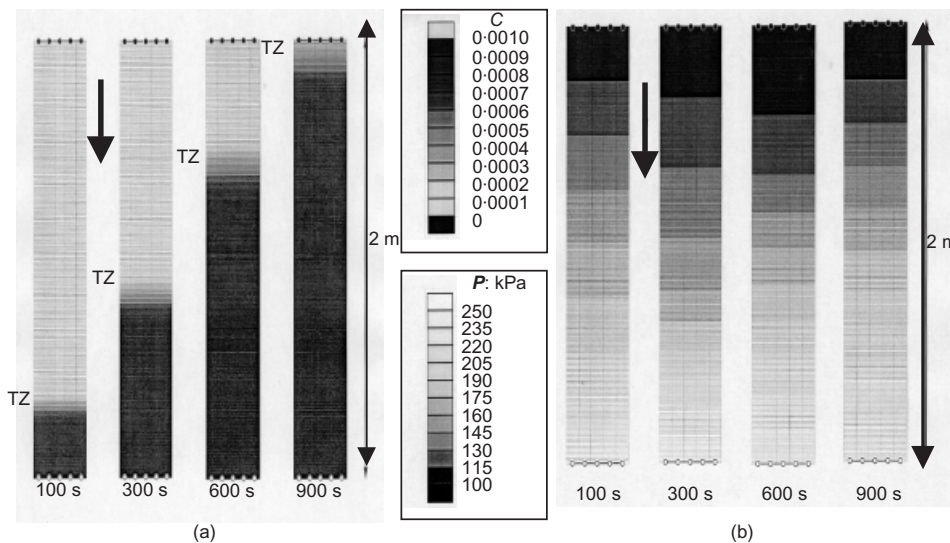 TZ
TZ
TZ
TZ
100 s
300 s
600 s
900 s
2 m
(a)
C
0·0010
0·0009
0·0008
0·0007
0·0006
0·0005
0·0004
0·0003
0·0002
0·0001
0
P: kPa
250
235
220
205
190
175
160
145
130
115
100
100 s
300 s
600 s
900 s
2 m
(b)